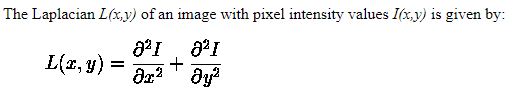 The Laplacian L(x,y) of an image with pixel intensity values I(x,y) is given by:
L(x, y) = ∂²I/∂x² + ∂²I/∂y²